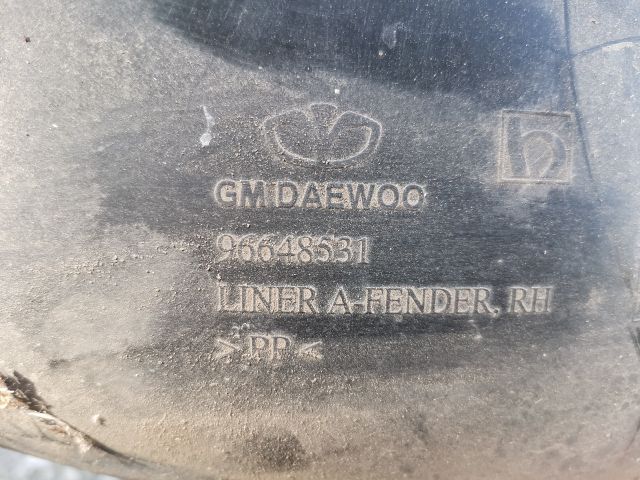 GM DAEWOO
96648531
LINER A-FENDER, RH
>PP<